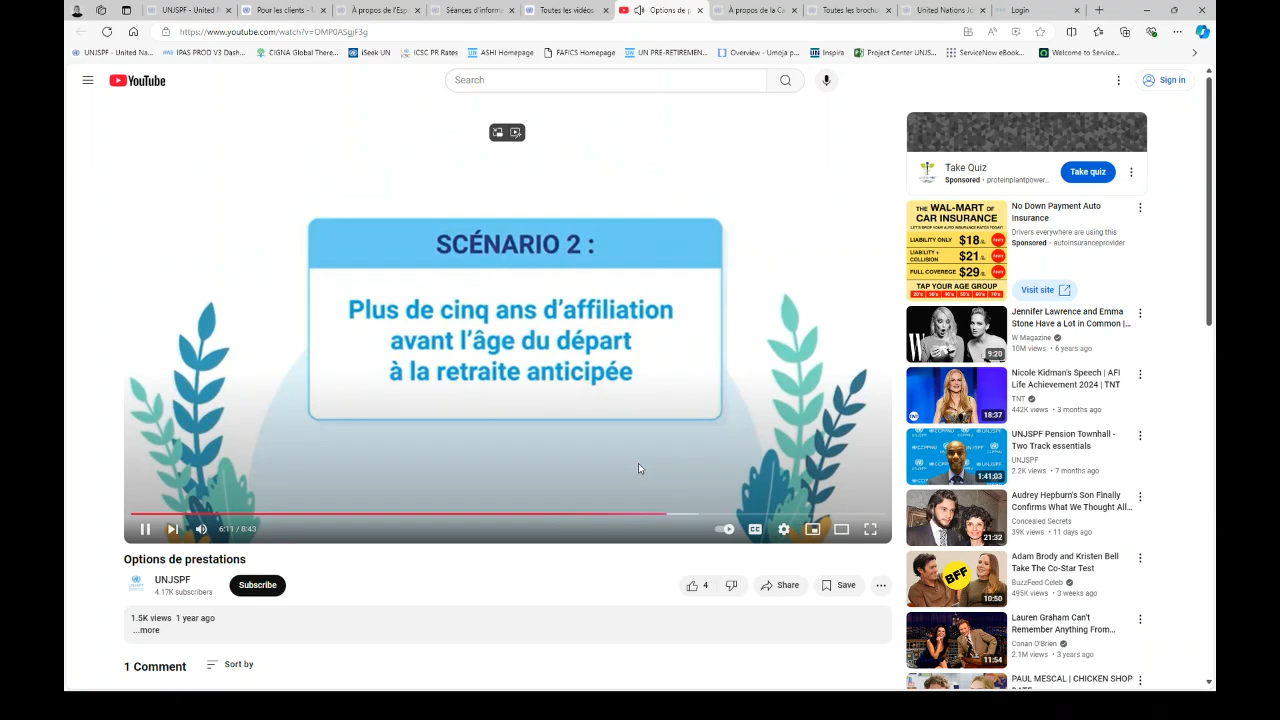 UNJSPF - United N
Pour les clients - U
À propos de l'Esp
Séances d'informa
Toutes les vidéos
Options de p
À propos de la Ca
Toutes les brochu
United Nations Jo
Login
https://www.youtube.com/watch?v=OMP0ASgjF3g
UNJSPF - United Na...
IPAS PROD V3 Dash...
CIGNA Global There...
iSeek UN
ICSC PR Rates
ASHI Homepage
FAFICS Homepage
UN PRE-RETIREMEN...
Overview - Umoja p...
Inspira
Project Center UNJS...
ServiceNow eBook...
Welcome to Service...
YouTube
Search
Sign in
SCÉNARIO 2 :
Plus de cinq ans d'affiliation
avant l'âge du départ
à la retraite anticipée
6:11 / 8:43
CC
Options de prestations
UNJSPF
4.17K subscribers
Subscribe
4
Share
Save
1.5K views 1 year ago
...more
1 Comment
Sort by
Take Quiz
Sponsored • proteinplantpower...
Take quiz
THE WAL-MART OF
CAR INSURANCE
LIABILITY ONLY $18
LIABILITY +
COLLISION $21
FULL COVEREGE $29
TAP YOUR AGE GROUP
No Down Payment Auto
Insurance
Drivers everywhere are using this
Sponsored • autoinsuranceprovider
Visit site
9:20
Jennifer Lawrence and Emma
Stone Have a Lot in Common |...
W Magazine
10M views • 6 years ago
18:37
Nicole Kidman's Speech | AFI
Life Achievement 2024 | TNT
TNT
442K views • 3 months ago
1:41:03
UNJSPF Pension Townhall -
Two Track essentials
UNJSPF
2.2K views • 7 months ago
21:32
Audrey Hepburn's Son Finally
Confirms What We Thought All...
Concealed Secrets
39K views • 11 days ago
BFF
10:50
Adam Brody and Kristen Bell
Take The Co-Star Test
BuzzFeed Celeb
495K views • 3 weeks ago
11:54
Lauren Graham Can't
Remember Anything From...
Conan O'Brien
2.1M views • 3 years ago
PAUL MESCAL | CHICKEN SHOP